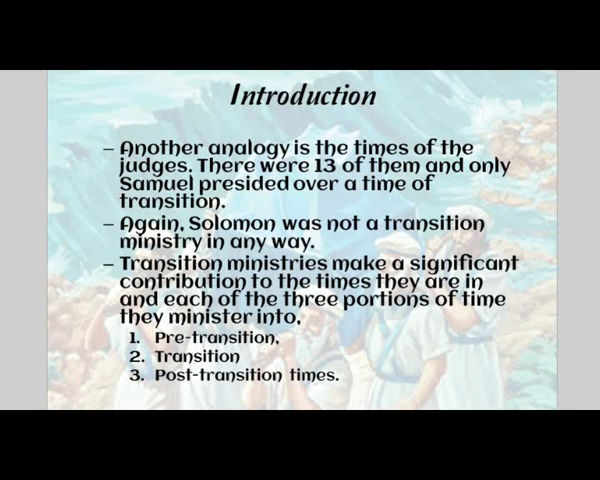 Introduction
– Another analogy is the times of the
judges. There were 13 of them and only
Samuel presided over a time of
transition.
– Again, Solomon was not a transition
ministry in any way.
– Transition ministries make a significant
contribution to the times they are in
and each of the three portions of time
they minister into,
1. Pre-transition,
2. Transition
3. Post-transition times.